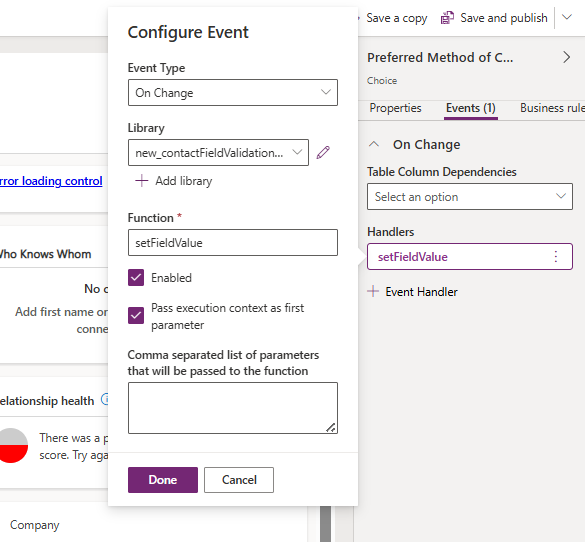 Save a copy
Save and publish
Configure Event
Event Type
On Change
Library
new_contactFieldValidation...
Add library
Function *
setFieldValue
Enabled
Pass execution context as first
parameter
Comma separated list of parameters
that will be passed to the function
Done
Cancel
Preferred Method of C...
Choice
Properties
Events (1)
Business rule
On Change
Table Column Dependencies
Select an option
Handlers
setFieldValue
Event Handler
rror loading control
Who Knows Whom
No c
Add first name or
conne
elationship health
There was a p
score. Try aga
Company